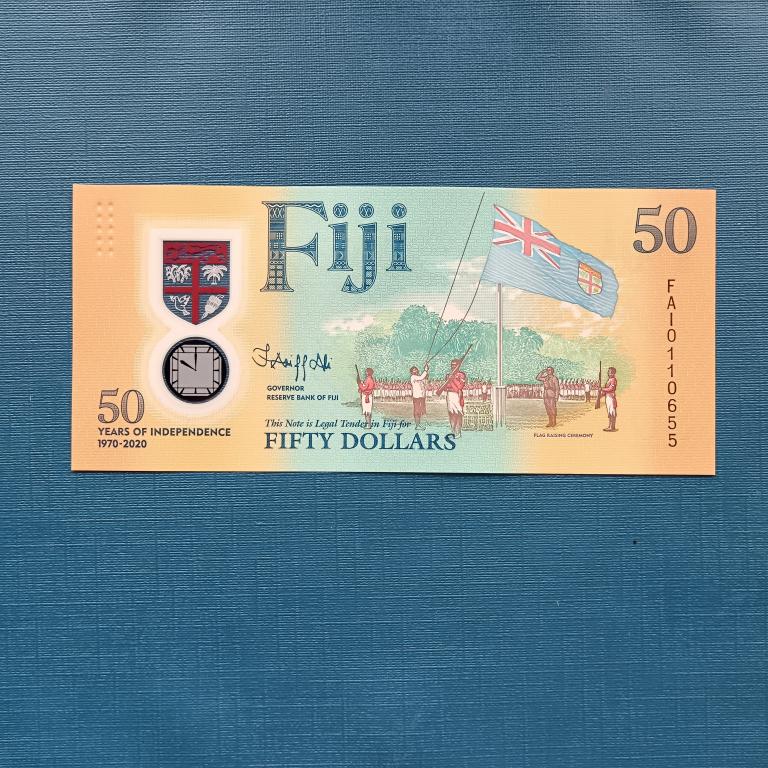 Fiji
50
FAI0110655
GOVERNOR
RESERVE BANK OF FIJI
50
YEARS OF INDEPENDENCE
1970-2020
This Note is Legal Tender in Fiji for
FIFTY DOLLARS
FLAG RAISING CEREMONY